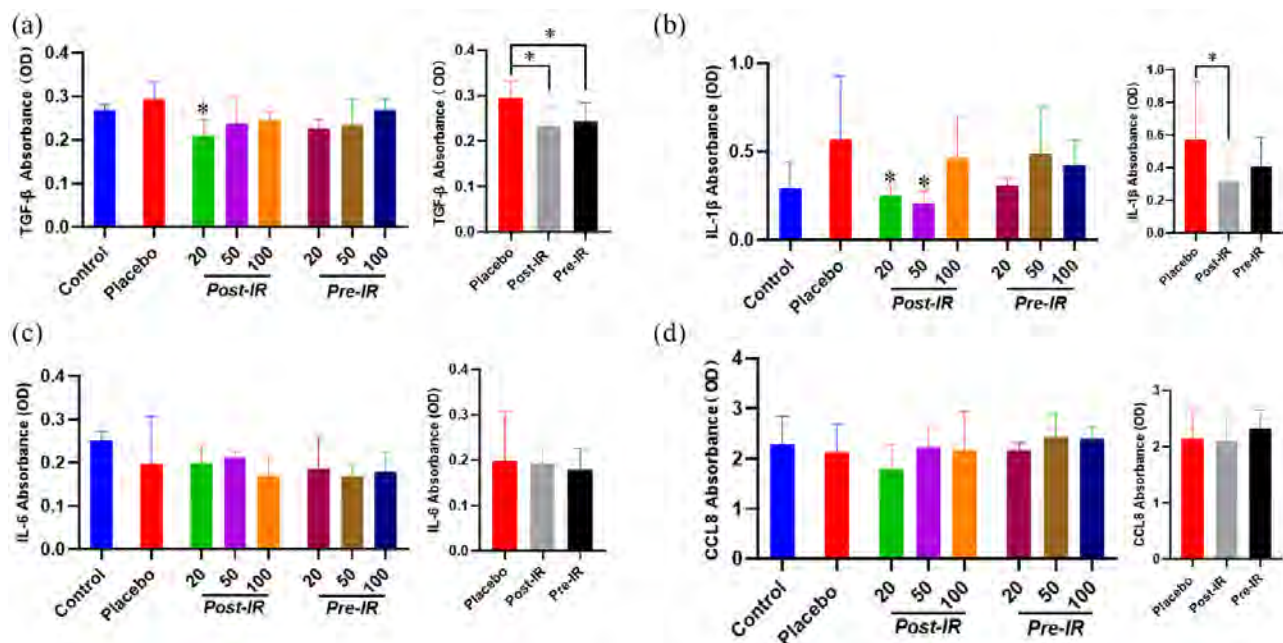 (a)
TGF-β Absorbance (OD)
0.4
0.3
0.2
0.1
0.0
*
Control
Placebo
20
50
100
Post-IR
20
50
100
Pre-IR
TGF-β Absorbance (OD)
0.4
0.3
0.2
0.1
0.0
*
*
Placebo
Post-IR
Pre-IR
(b)
IL-1β Absorbance (OD)
1.0
0.5
0.0
*
*
Control
Placebo
20
50
100
Post-IR
20
50
100
Pre-IR
IL-1β Absorbance (OD)
1.0
0.8
0.6
0.4
0.2
0.0
*
Placebo
Post-IR
Pre-IR
(c)
IL-6 Absorbance (OD)
0.4
0.3
0.2
0.1
0.0
Control
Placebo
20
50
100
Post-IR
20
50
100
Pre-IR
IL-6 Absorbance (OD)
0.4
0.3
0.2
0.1
0.0
Placebo
Post-IR
Pre-IR
(d)
CCL8 Absorbance (OD)
4
3
2
1
0
Control
Placebo
20
50
100
Post-IR
20
50
100
Pre-IR
CCL8 Absorbance (OD)
3
2
1
0
Placebo
Post-IR
Pre-IR